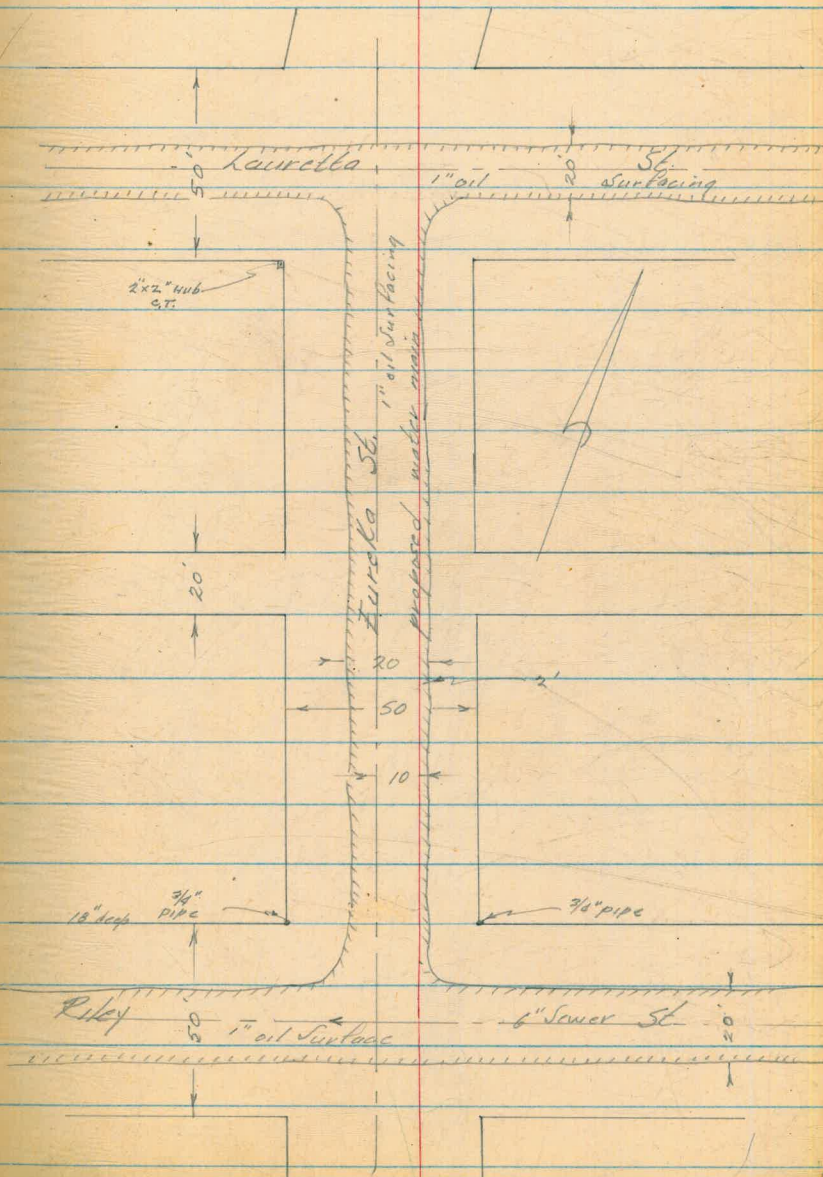 50'
Lauretta St.
1" oil Surfacing
20'
2"x2" Hub
C.T.
1" oil Surfacing
Eureka St.
proposed water main
20'
20
2'
50
10
18" deep
3/4"
pipe
3/4" pipe
Riley St.
50'
1" oil Surface
6" Sewer
20'